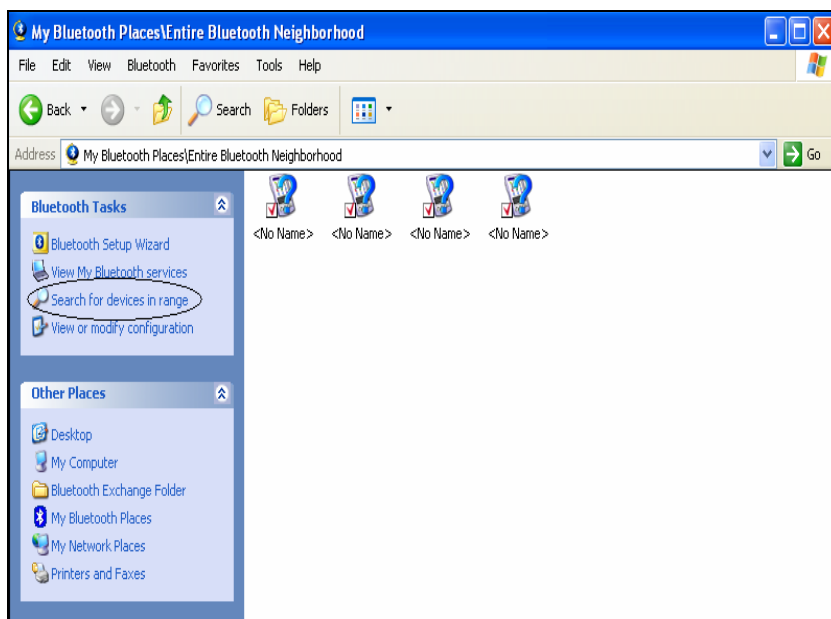 My Bluetooth Places\Entire Bluetooth Neighborhood
File Edit View Bluetooth Favorites Tools Help
Back Search Folders
Address My Bluetooth Places\Entire Bluetooth Neighborhood Go
Bluetooth Tasks
Bluetooth Setup Wizard
View My Bluetooth services
Search for devices in range
View or modify configuration
Other Places
Desktop
My Computer
Bluetooth Exchange Folder
My Bluetooth Places
My Network Places
Printers and Faxes
<No Name> <No Name> <No Name> <No Name>